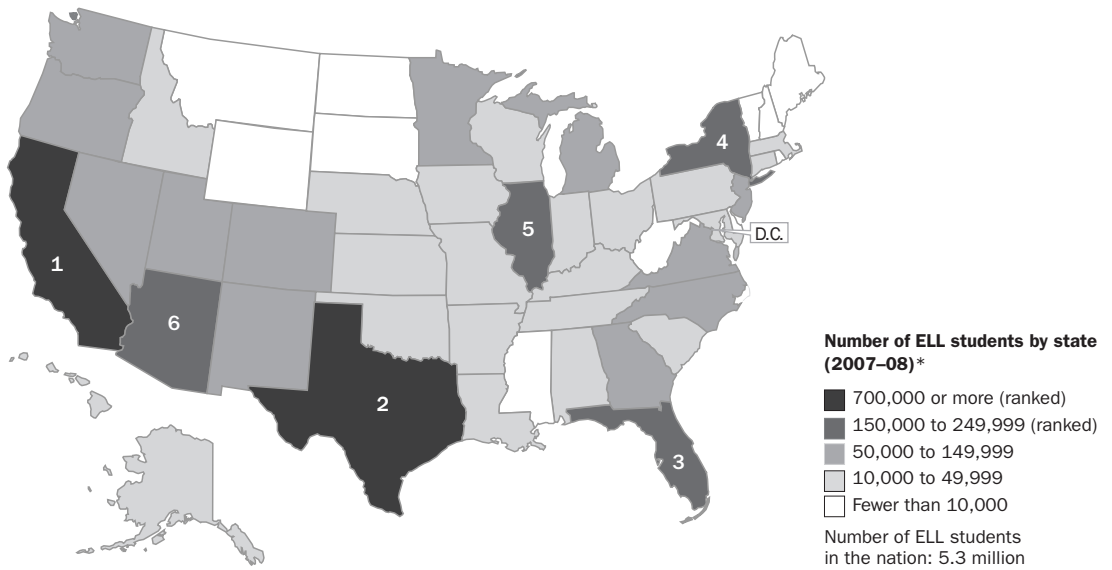 4
5
D.C.
1
6
2
3
Number of ELL students by state
(2007–08)*
700,000 or more (ranked)
150,000 to 249,999 (ranked)
50,000 to 149,999
10,000 to 49,999
Fewer than 10,000
Number of ELL students
in the nation: 5.3 million